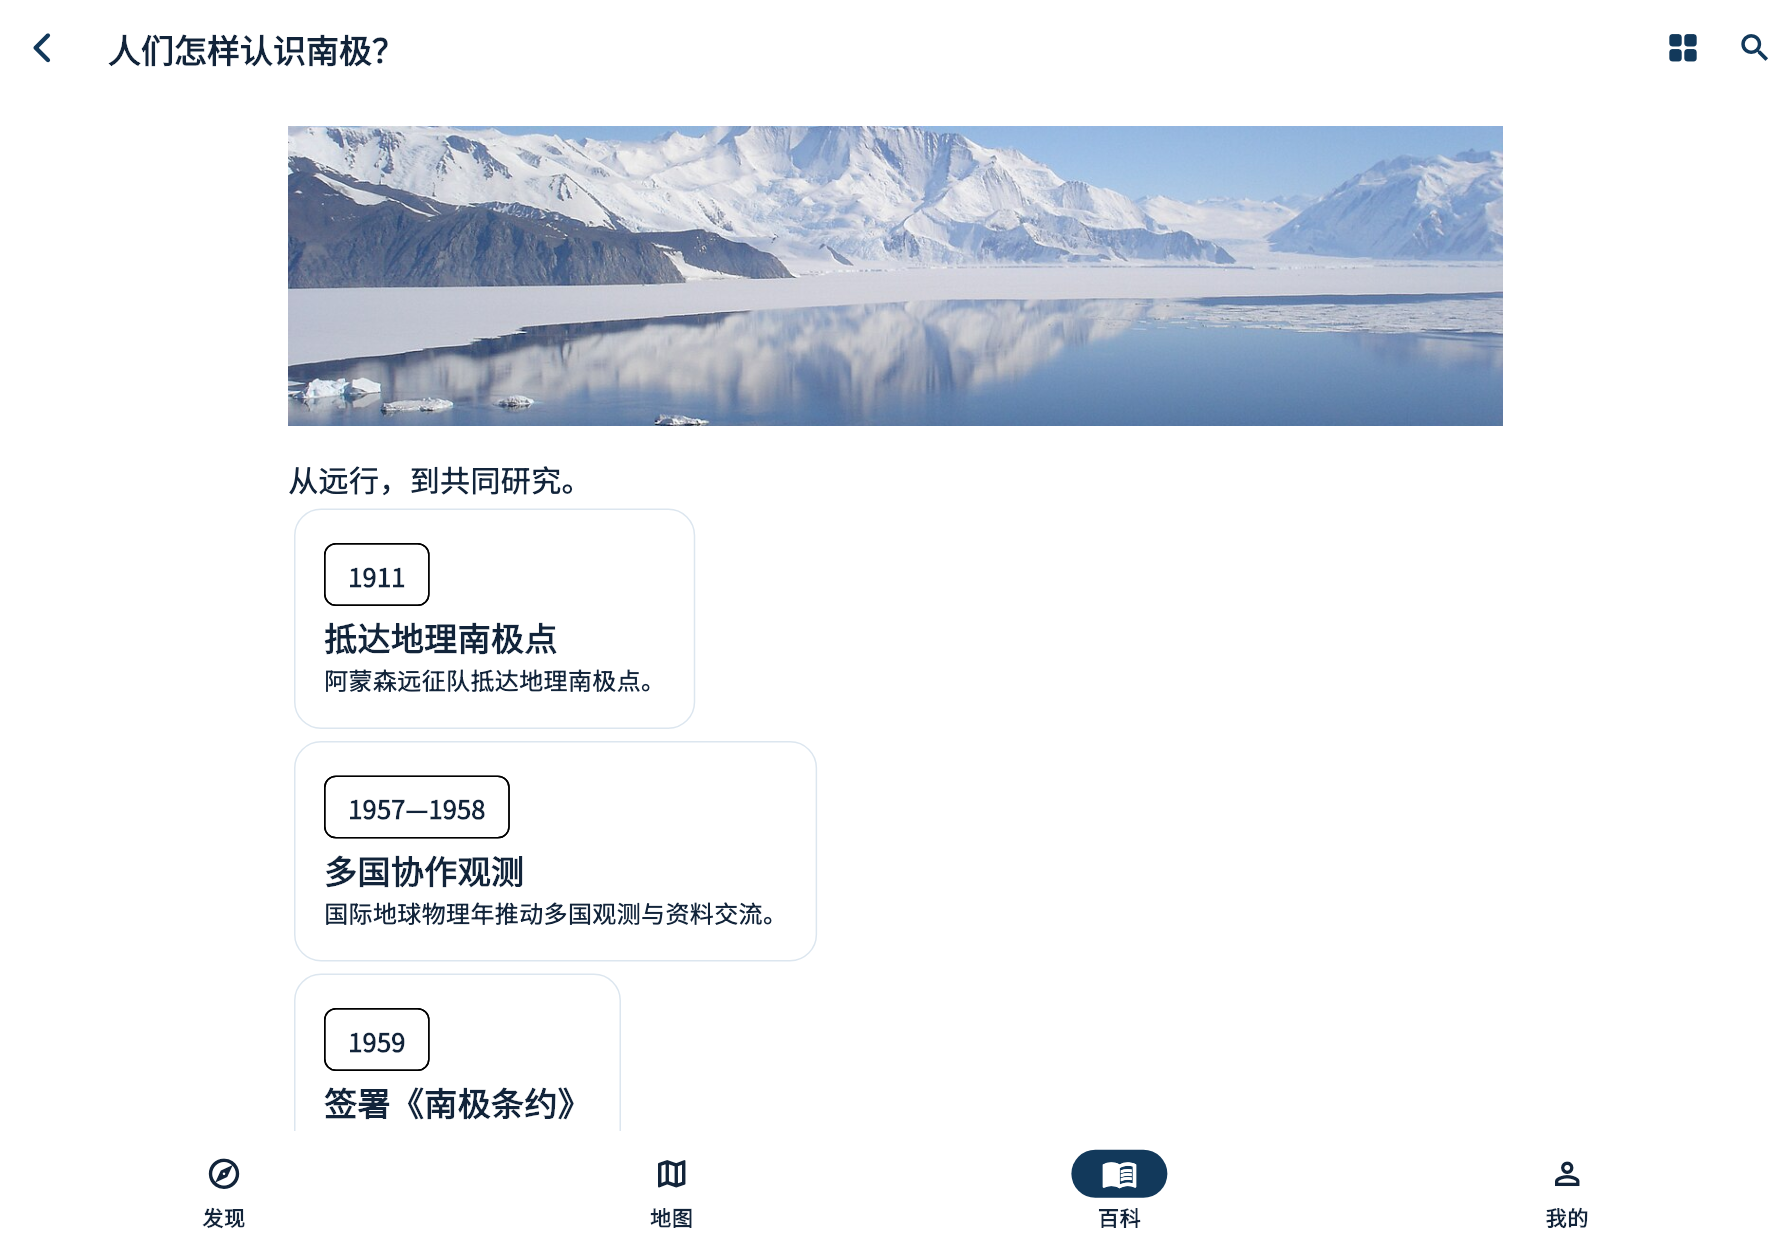 人们怎样认识南极？
从远行，到共同研究。
1911
抵达地理南极点
阿蒙森远征队抵达地理南极点。
1957—1958
多国协作观测
国际地球物理年推动多国观测与资料交流。
1959
签署《南极条约》
发现
地图
百科
我的